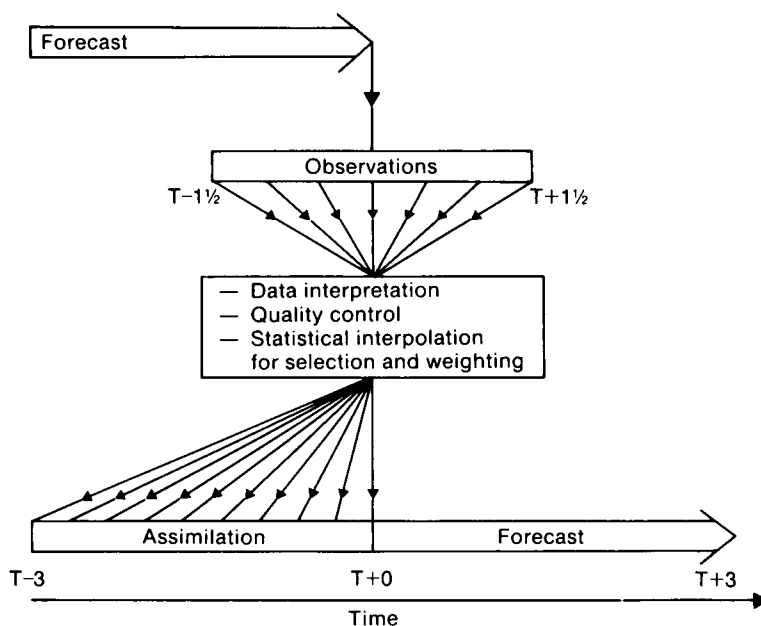 Forecast
Observations
T−1½
T+1½
— Data interpretation
— Quality control
— Statistical interpolation
for selection and weighting
Assimilation
Forecast
T−3
T+0
T+3
Time